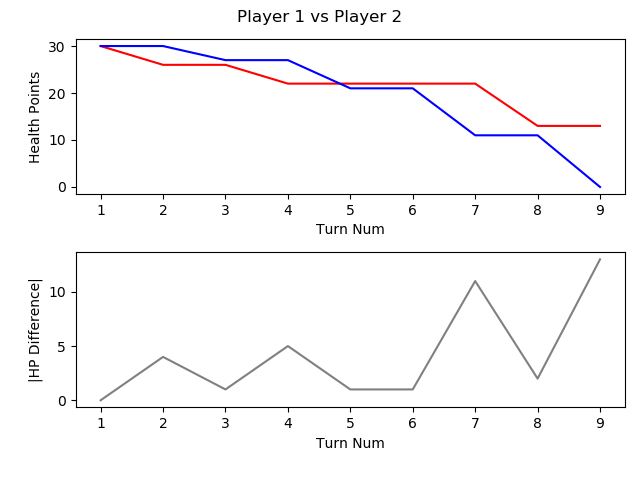 Player 1 vs Player 2
30
20
10
0
Health Points
1 2 3 4 5 6 7 8 9
Turn Num
10
5
0
|HP Difference|
1 2 3 4 5 6 7 8 9
Turn Num